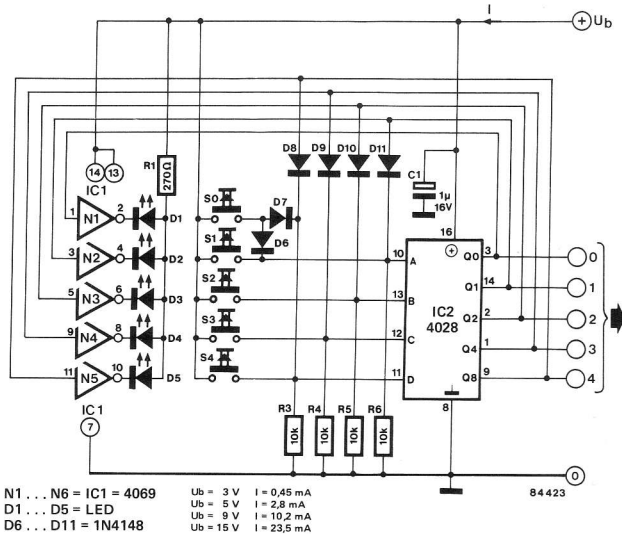 I
+ Ub
D8 D9 D10 D11
14 13
IC1
R1
270Ω
C1
1µ
16V
S0
D7
1 N1 2 D1
S1
D6
16
3 N2 4 D2
10 A
Q0 3 0
S2
Q1 14 1
5 N3 6 D3
13 B
IC2
4028
Q2 2 2
S3
9 N4 8 D4
12 C
Q4 1 3
S4
11 N5 10 D5
11 D
Q8 9 4
8
IC1
7
R3 R4 R5 R6
10k 10k 10k 10k
0
84423
N1 . . . N6 = IC1 = 4069
D1 . . . D5 = LED
D6 . . . D11 = 1N4148
Ub = 3 V I = 0,45 mA
Ub = 5 V I = 2,8 mA
Ub = 9 V I = 10,2 mA
Ub = 15 V I = 23,5 mA